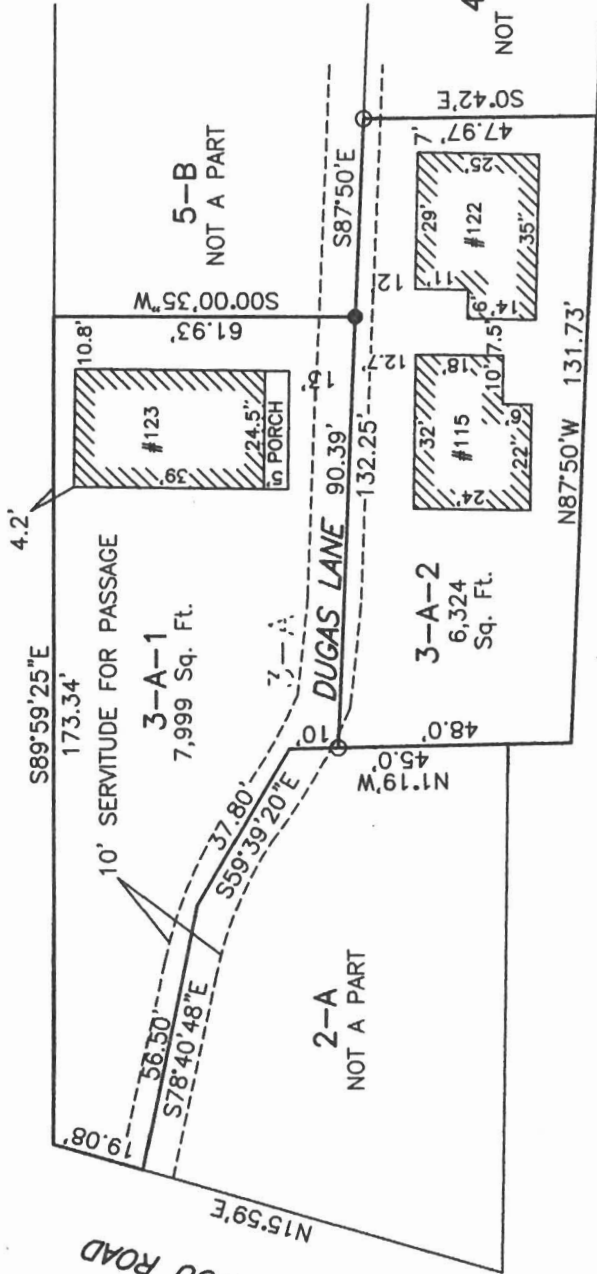 S89°59'25"E
173.34'
10' SERVITUDE FOR PASSAGE
4.2'
10.8'
3-A-1
7,999 Sq. Ft.
#123
39'
24.5"
5' PORCH
15'
S00°00'35"W
61.93'
5-B
NOT A PART
19.08'
56.50'
S78°40'48"E
37.80'
S59°39'20"E
10'
3-A
DUGAS LANE
90.39'
132.25'
S87°50'E
N15°59'E
ROAD
2-A
NOT A PART
N1°19'W
45.0'
48.0'
3-A-2
6,324
Sq. Ft.
12.7'
32'
#115
24'
22"
6'
10'
18'
7.5'
12
29'
11'
6"
14'
#122
25'
35"
7'
47.97'
S0°42'E
N87°50'W 131.73'
4
NOT